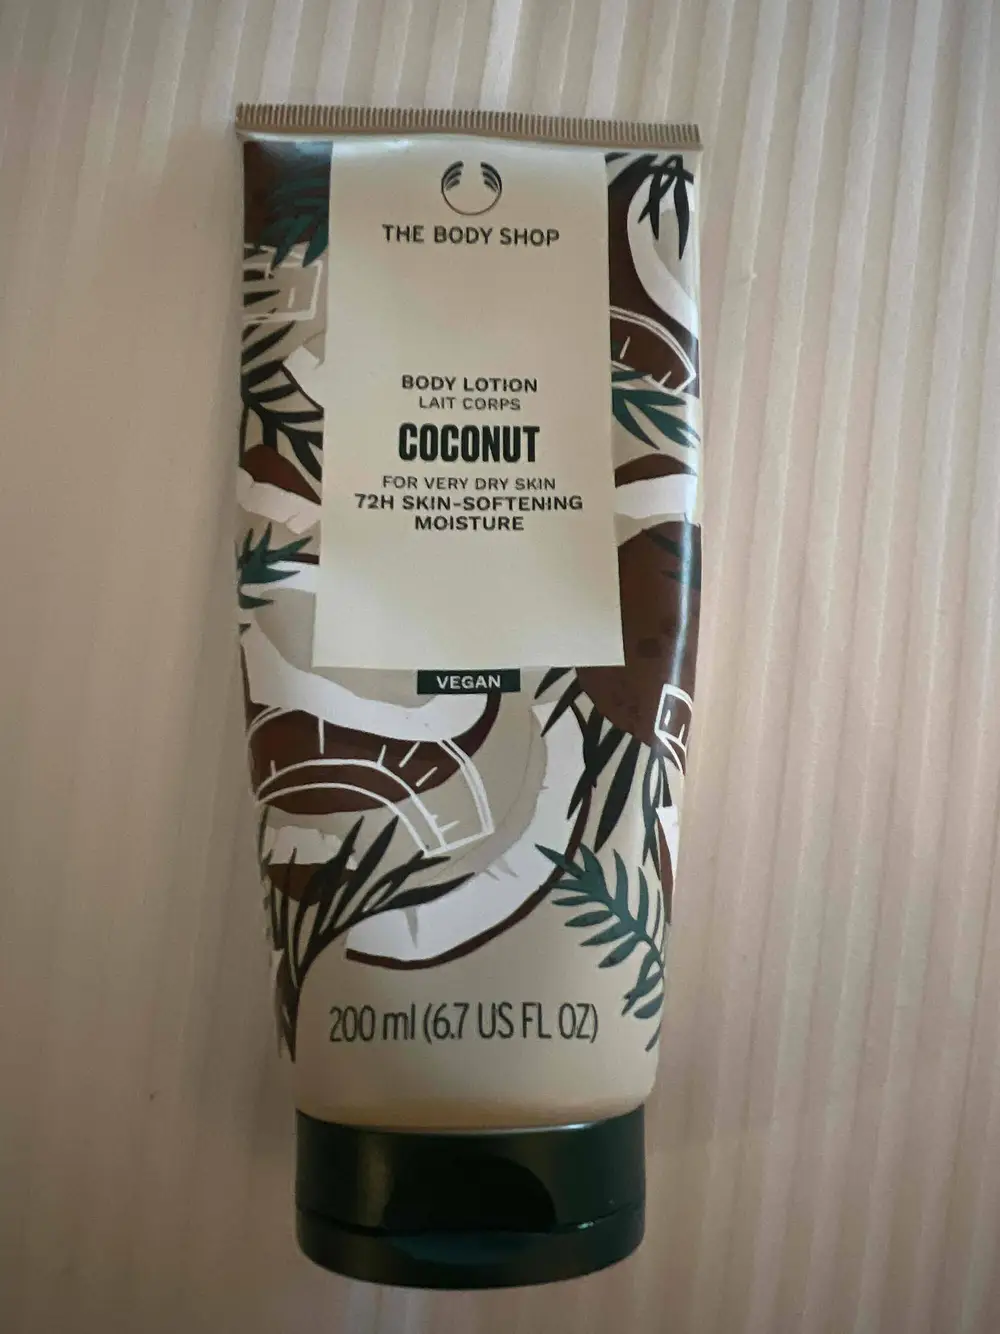 THE BODY SHOP
BODY LOTION
LAIT CORPS
COCONUT
FOR VERY DRY SKIN
72H SKIN-SOFTENING
MOISTURE
VEGAN
200 ml (6.7 US FL OZ)